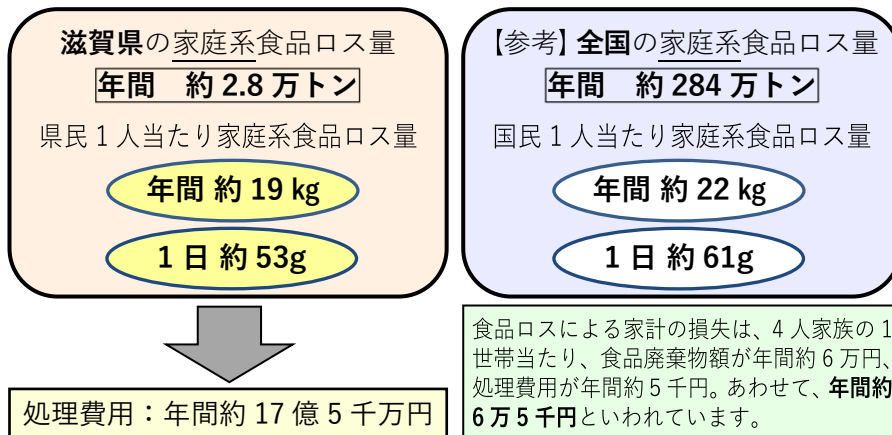 滋賀県の家庭系食品ロス量
年間　約 2.8 万トン
県民 1 人当たり家庭系食品ロス量
年間 約 19 kg
1 日 約 53g
処理費用：年間約 17 億 5 千万円
【参考】全国の家庭系食品ロス量
年間　約 284 万トン
国民 1 人当たり家庭系食品ロス量
年間 約 22 kg
1 日 約 61g
食品ロスによる家計の損失は、4 人家族の 1
世帯当たり、食品廃棄物額が年間約 6 万円、
処理費用が年間約 5 千円。あわせて、年間約
6 万 5 千円といわれています。